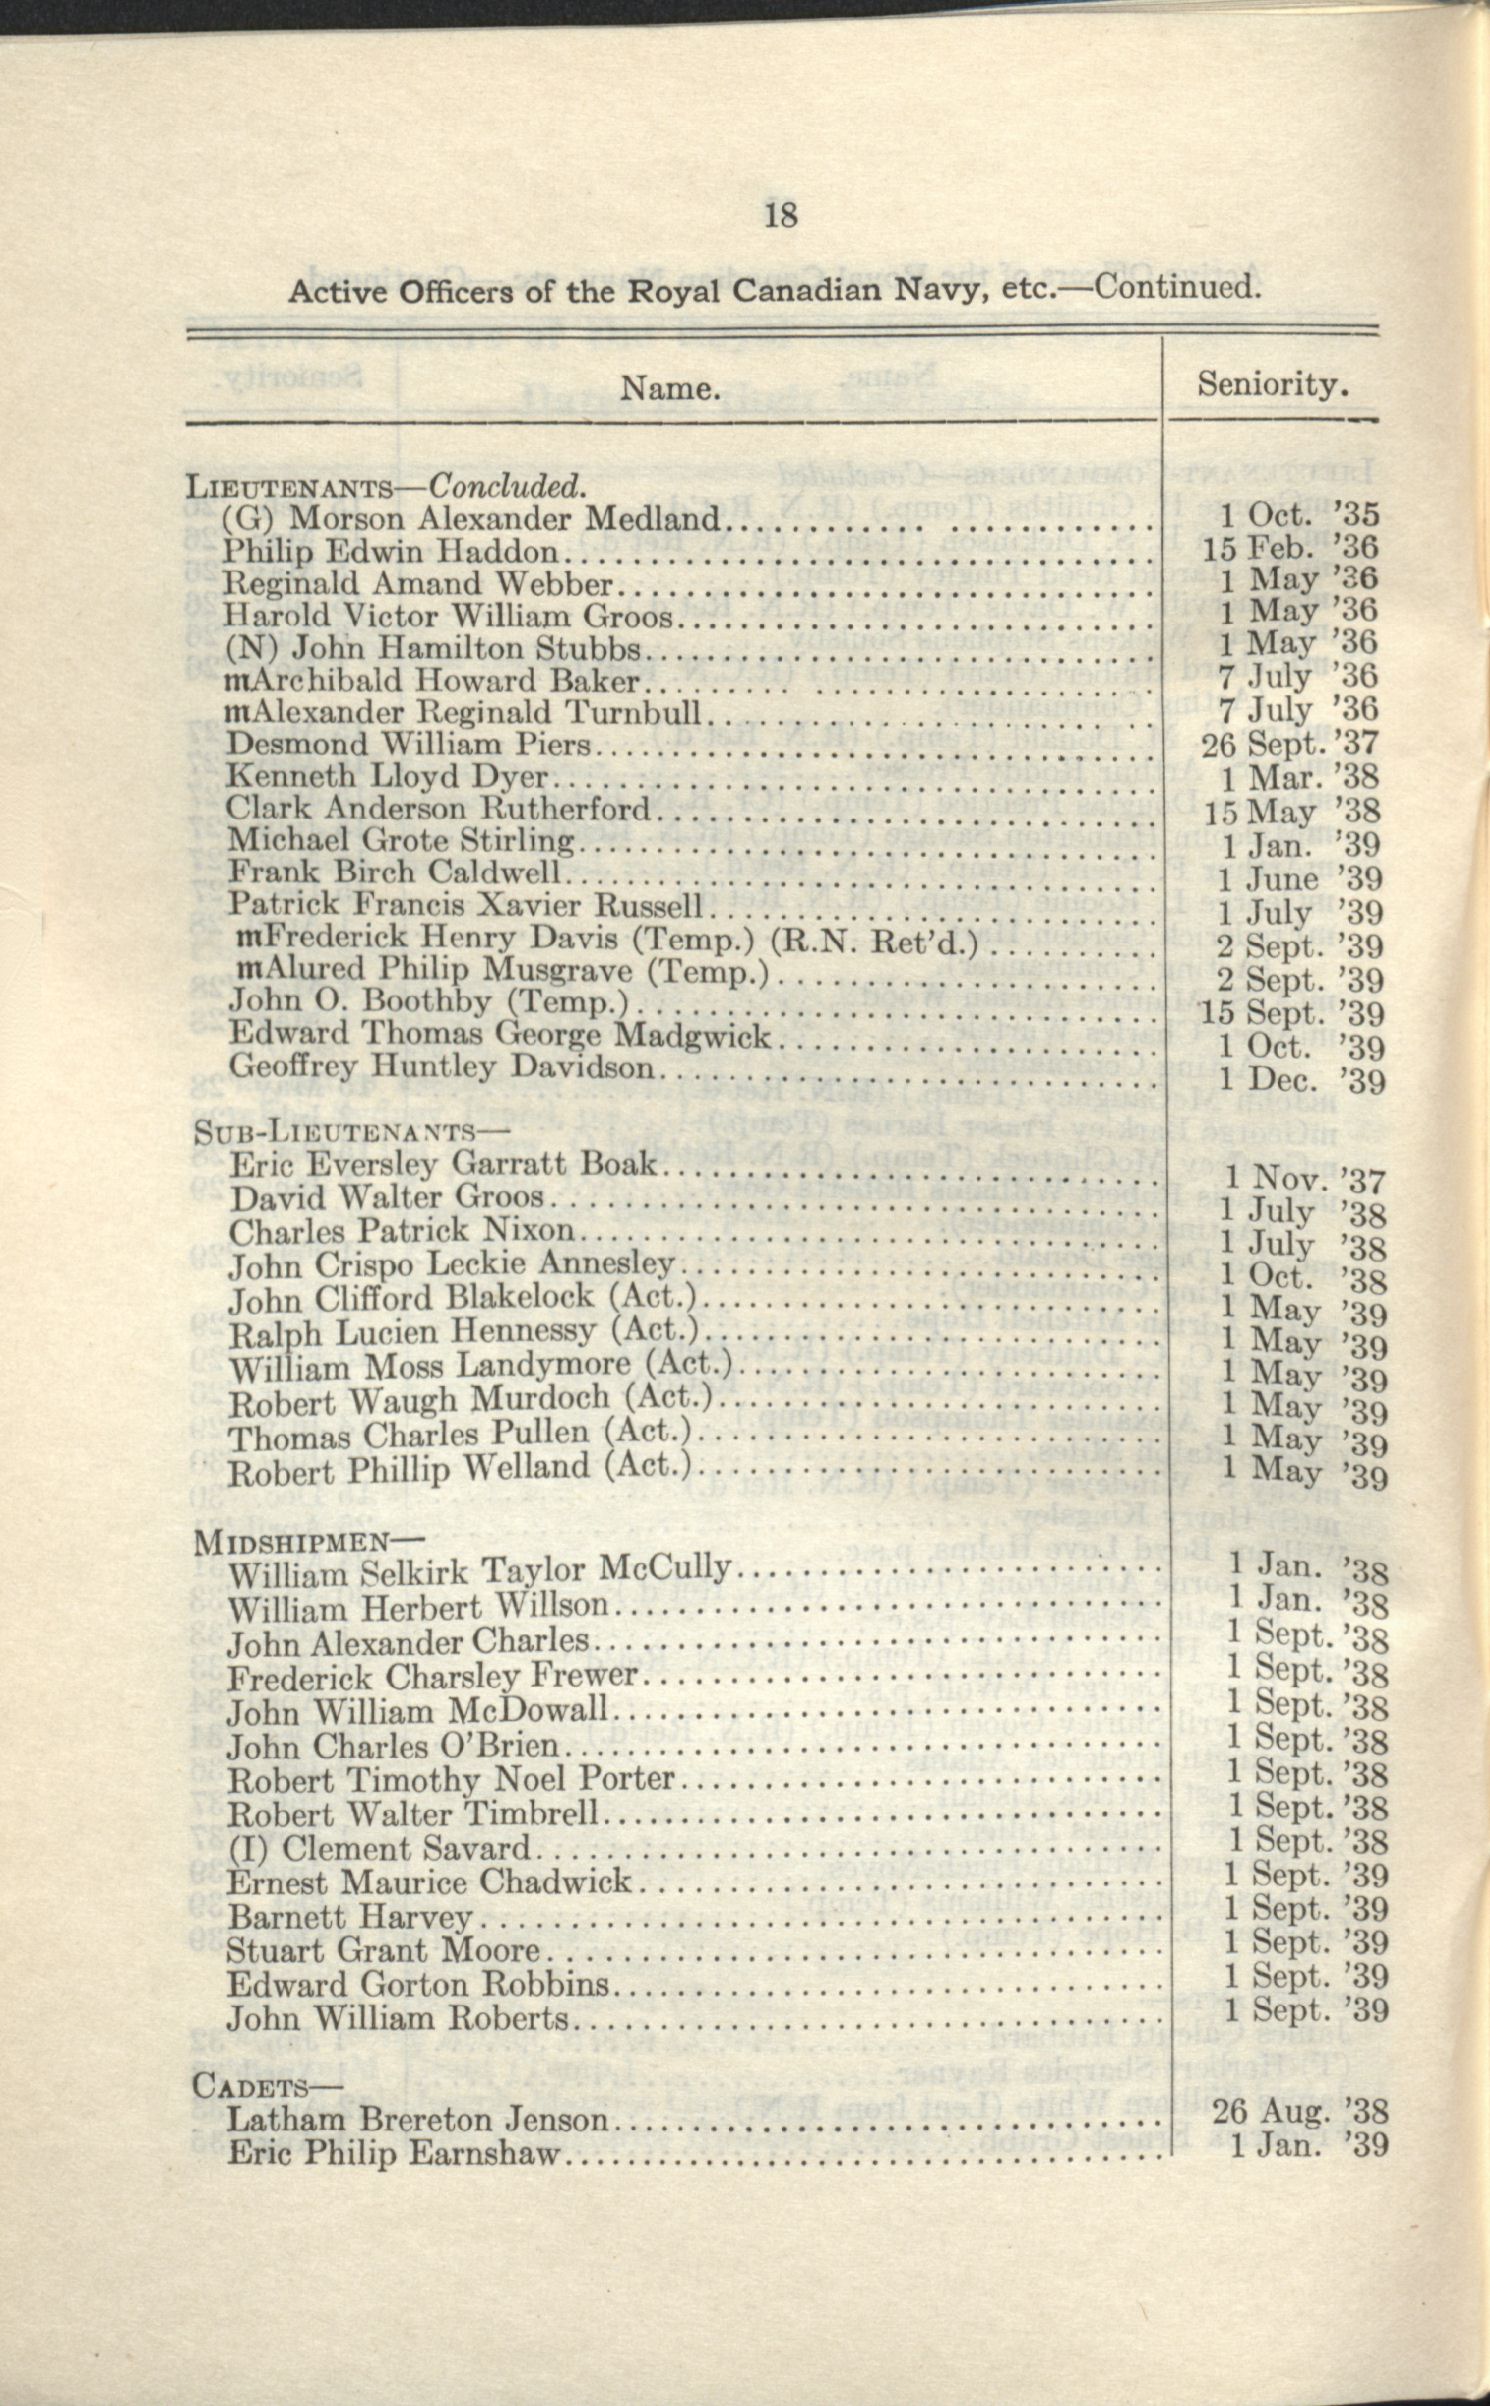 18
Active Officers of the Royal Canadian Navy, etc.—Continued.
Name. Seniority.
LIEUTENANTS—Concluded.
(G) Morson Alexander Medland 1 Oct. '35
Philip Edwin Haddon 15 Feb. '36
Reginald Amand Webber 1 May '36
Harold Victor William Groos 1 May '36
(N) John Hamilton Stubbs 1 May '36
mArchibald Howard Baker 7 July '36
mAlexander Reginald Turnbull 7 July '36
Desmond William Piers 26 Sept. '37
Kenneth Lloyd Dyer 1 Mar. '38
Clark Anderson Rutherford 15 May '38
Michael Grote Stirling 1 Jan. '39
Frank Birch Caldwell 1 June '39
Patrick Francis Xavier Russell 1 July '39
mFrederick Henry Davis (Temp.) (R.N. Ret'd.) 2 Sept. '39
mAlured Philip Musgrave (Temp.) 2 Sept. '39
John O. Boothby (Temp.) 15 Sept. '39
Edward Thomas George Madgwick 1 Oct. '39
Geoffrey Huntley Davidson 1 Dec. '39
SUB-LIEUTENANTS—
Eric Eversley Garratt Boak 1 Nov. '37
David Walter Groos 1 July '38
Charles Patrick Nixon 1 July '38
John Crispo Leckie Annesley 1 Oct. '38
John Clifford Blakelock (Act.) 1 May '39
Ralph Lucien Hennessy (Act.) 1 May '39
William Moss Landymore (Act.) 1 May '39
Robert Waugh Murdoch (Act.) 1 May '39
Thomas Charles Pullen (Act.) 1 May '39
Robert Phillip Welland (Act.) 1 May '39
MIDSHIPMEN—
William Selkirk Taylor McCully 1 Jan. '38
William Herbert Willson 1 Jan. '38
John Alexander Charles 1 Sept. '38
Frederick Charsley Frewer 1 Sept. '38
John William McDowall 1 Sept. '38
John Charles O'Brien 1 Sept. '38
Robert Timothy Noel Porter 1 Sept. '38
Robert Walter Timbrell 1 Sept. '38
(I) Clement Savard 1 Sept. '38
Ernest Maurice Chadwick 1 Sept. '39
Barnett Harvey 1 Sept. '39
Stuart Grant Moore 1 Sept. '39
Edward Gorton Robbins 1 Sept. '39
John William Roberts 1 Sept. '39
CADETS—
Latham Brereton Jenson 26 Aug. '38
Eric Philip Earnshaw 1 Jan. '39